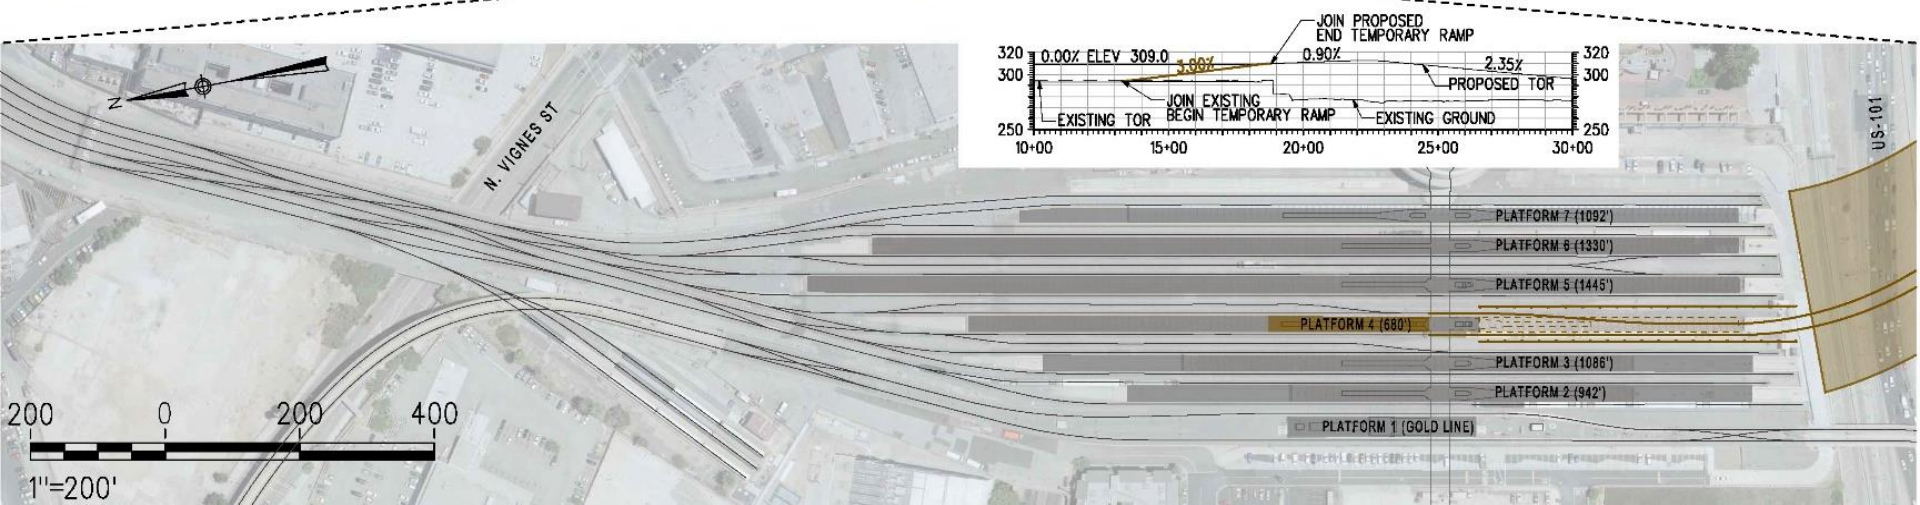 JOIN PROPOSED
END TEMPORARY RAMP
320
0.00% ELEV 309.0
3.00%
0.90%
2.35%
320
300
300
PROPOSED TOR
JOIN EXISTING
BEGIN TEMPORARY RAMP
EXISTING TOR
EXISTING GROUND
250
250
10+00
15+00
20+00
25+00
30+00
N
N. VIGNES ST
US-101
PLATFORM 7 (1092')
PLATFORM 6 (1330')
PLATFORM 5 (1445')
PLATFORM 4 (680')
PLATFORM 3 (1086')
PLATFORM 2 (942')
PLATFORM 1 (GOLD LINE)
200
0
200
400
1"=200'